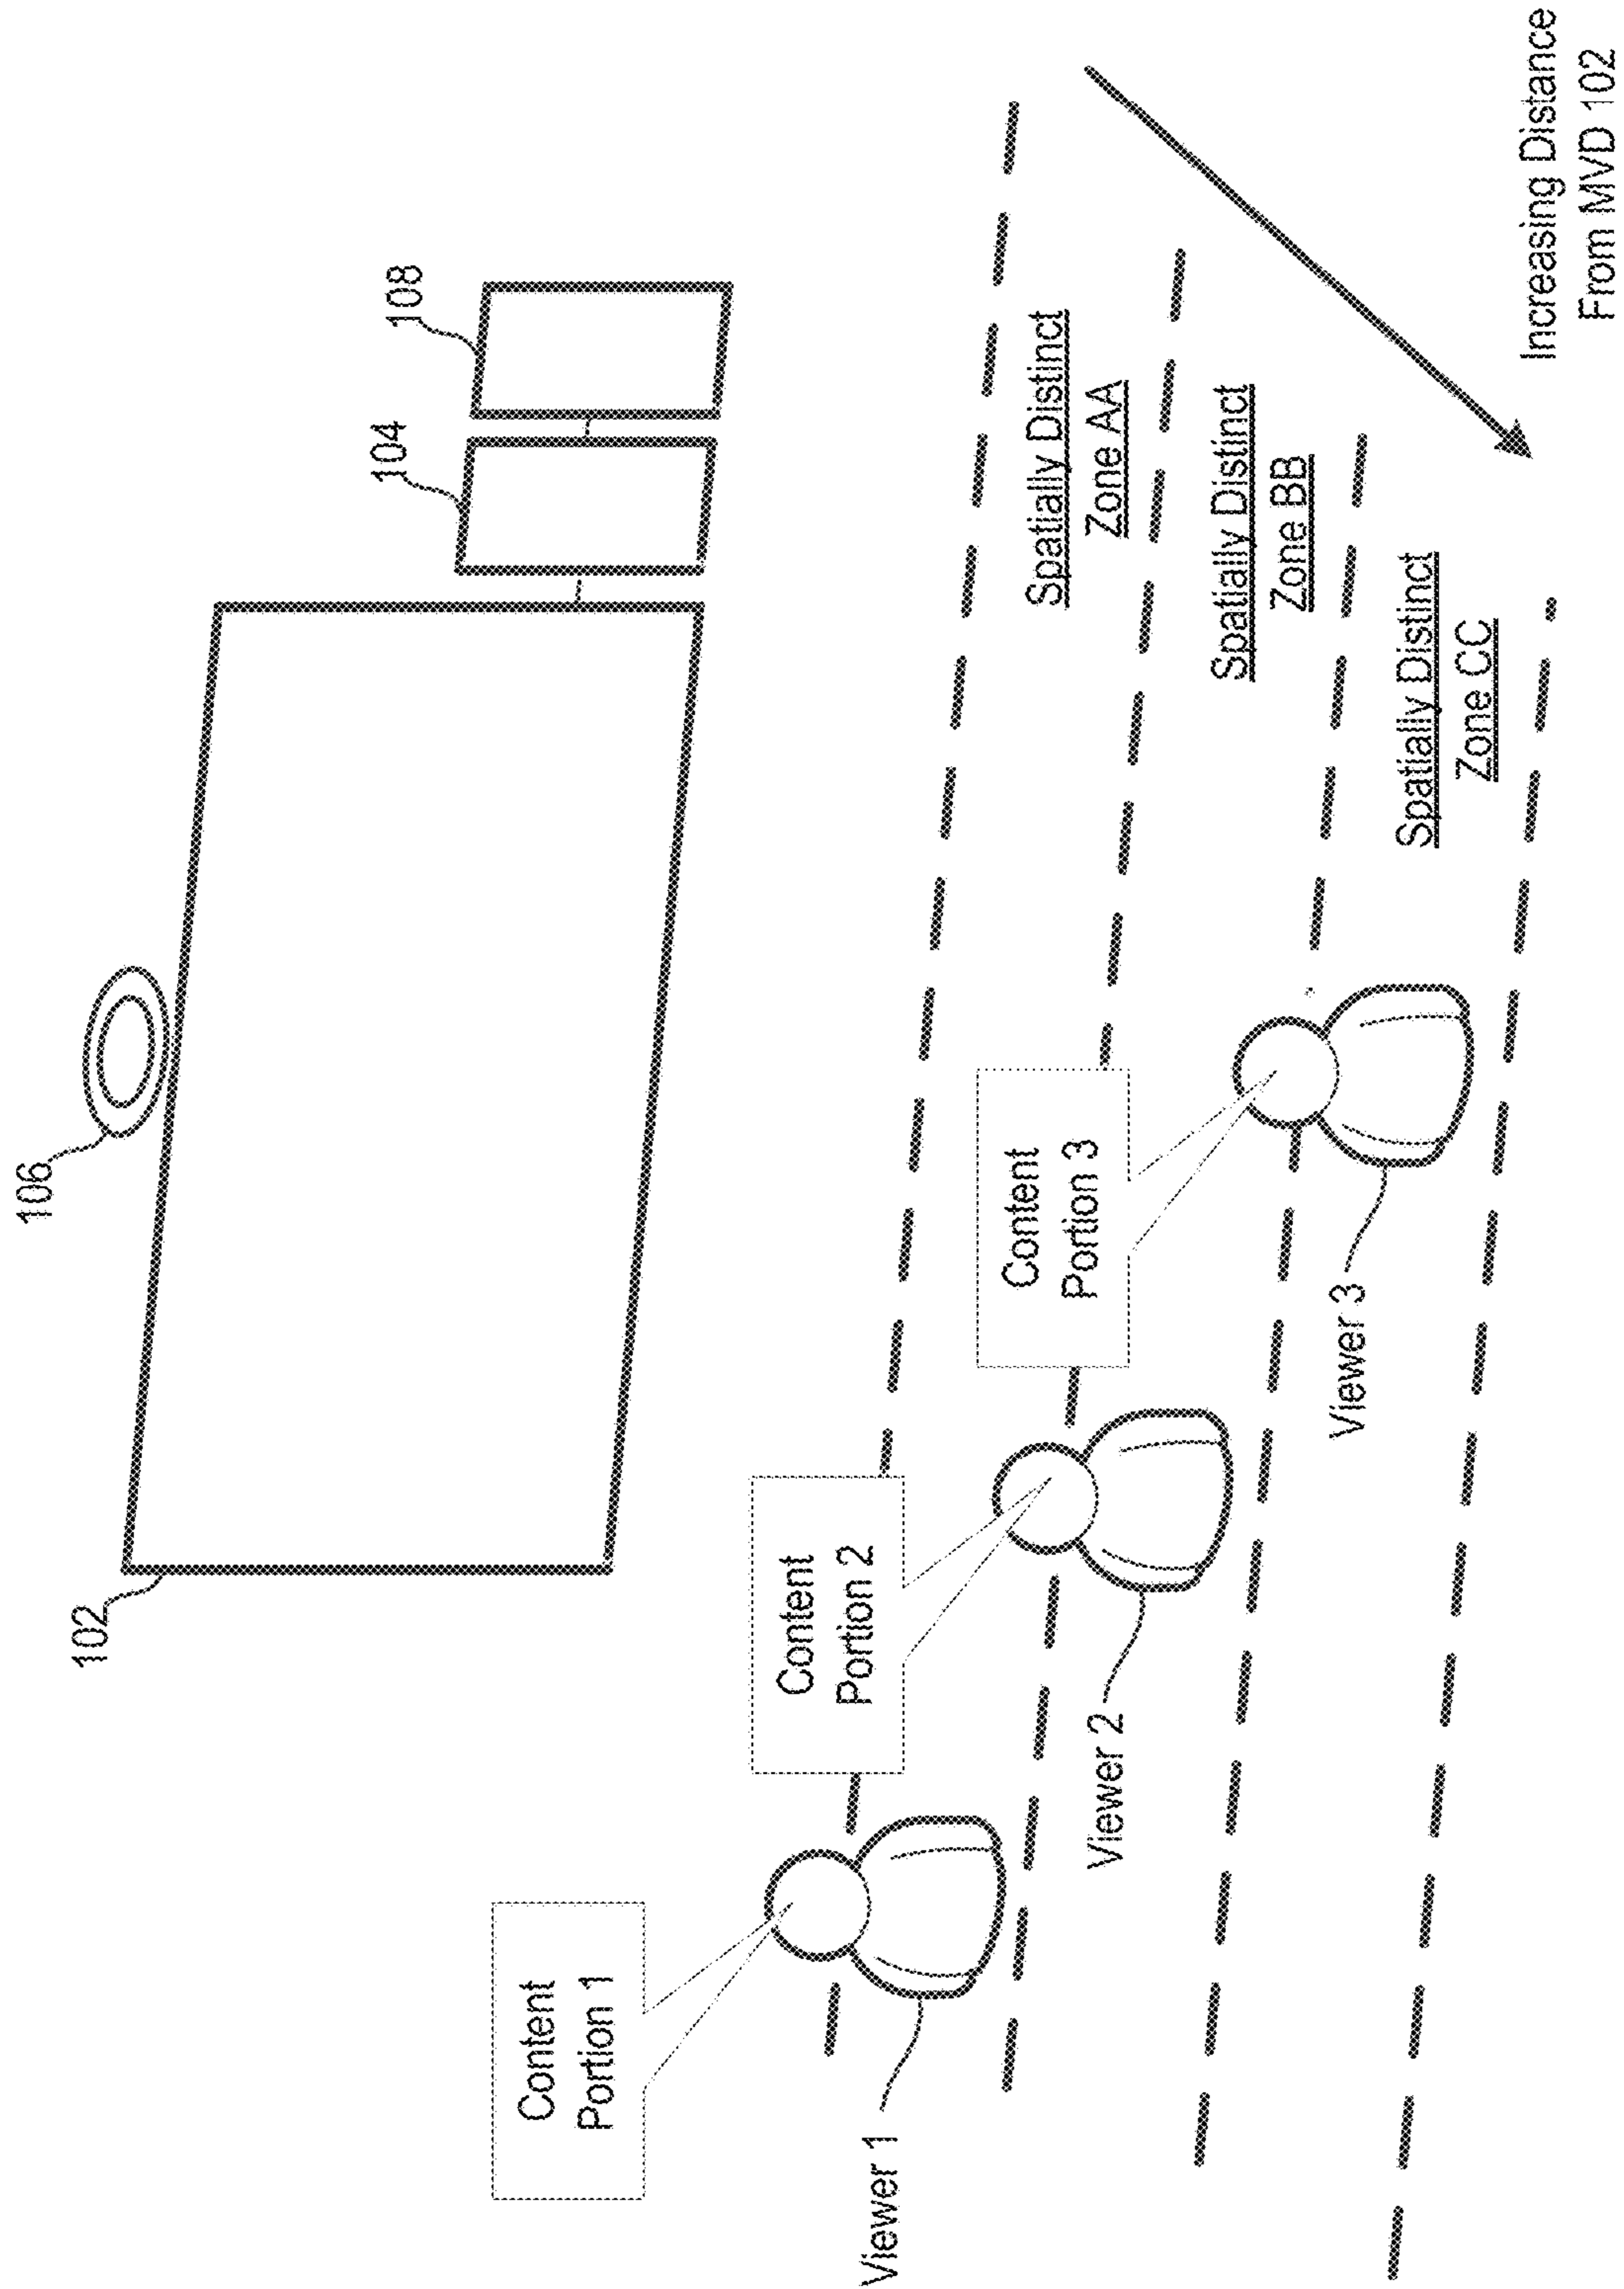 106
102
104
108
Content
Portion 1
Content
Portion 2
Content
Portion 3
Viewer 1
Viewer 2
Viewer 3
Spatially Distinct
Zone AA
Spatially Distinct
Zone BB
Spatially Distinct
Zone CC
Increasing Distance
From MVD 102